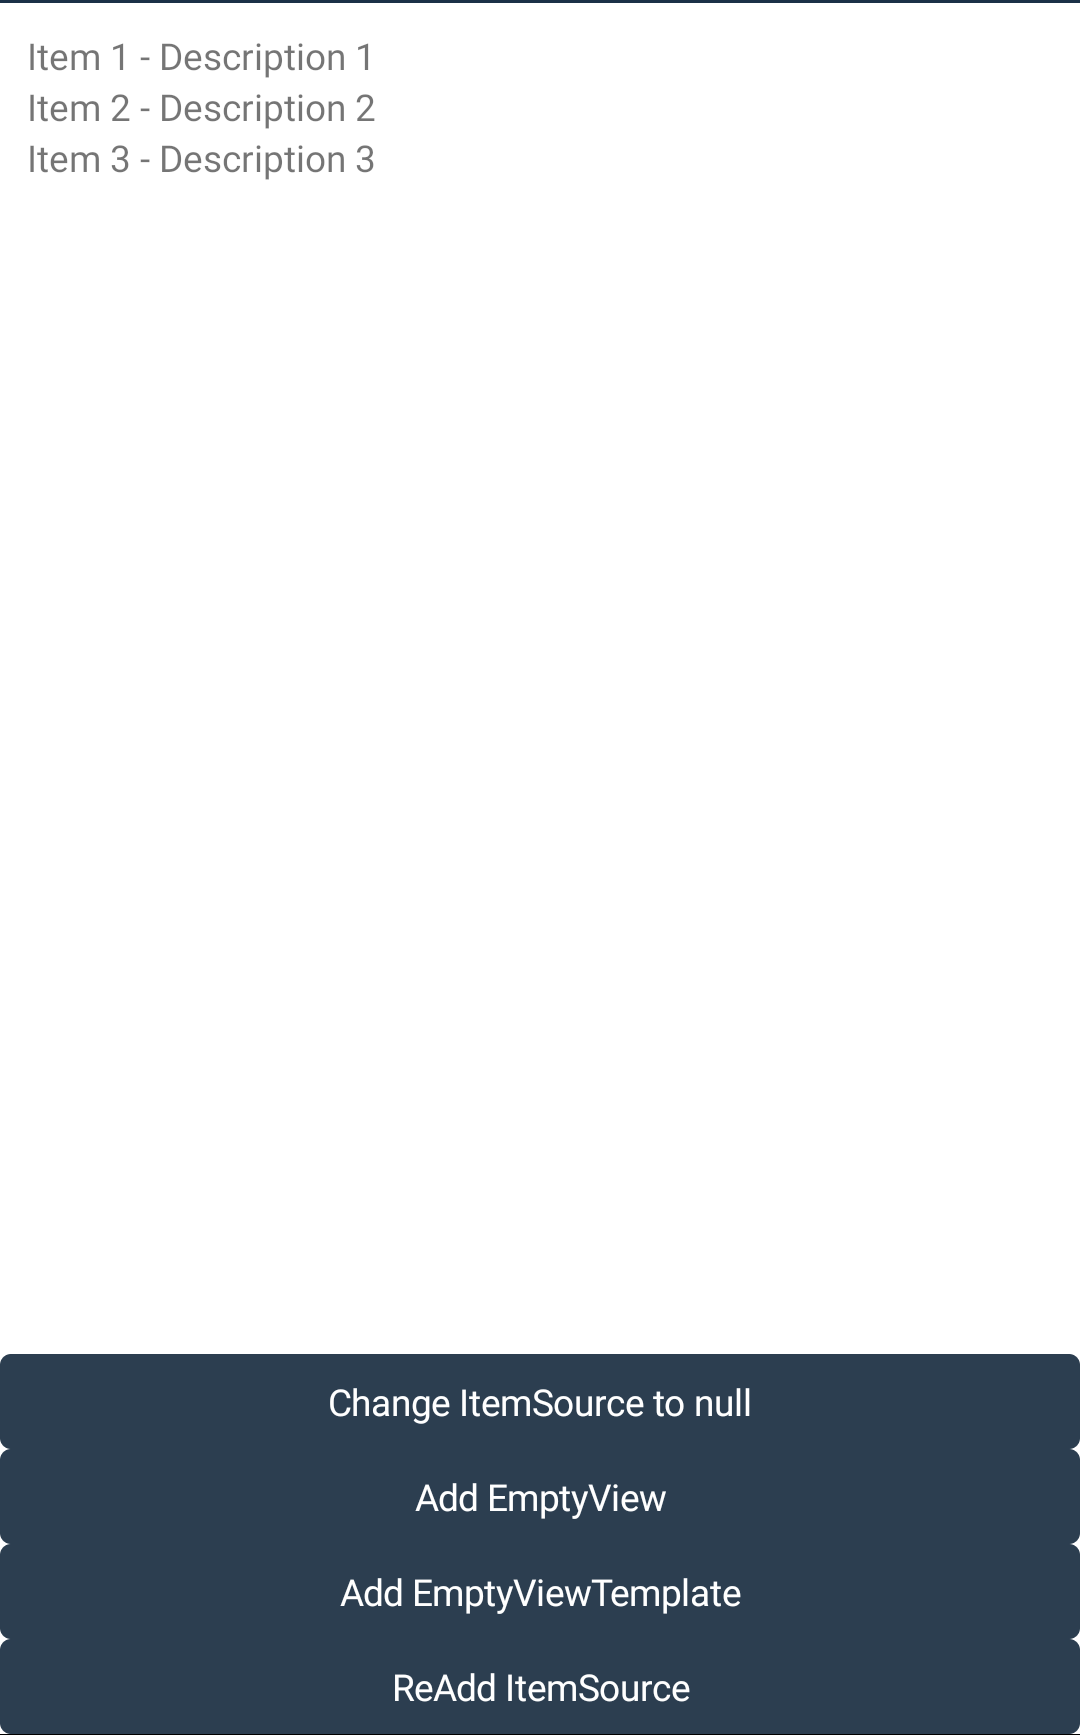 Item 1 - Description 1
Item 2 - Description 2
Item 3 - Description 3
Change ItemSource to null
Add EmptyView
Add EmptyViewTemplate
ReAdd ItemSource